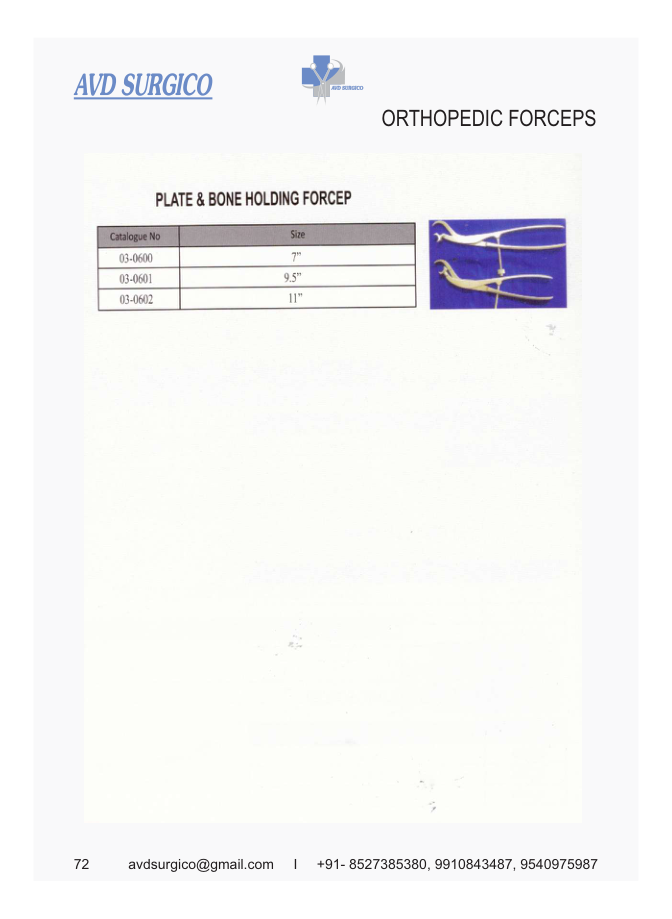 AVD SURGICO
AVD SURGICO
ORTHOPEDIC FORCEPS
PLATE & BONE HOLDING FORCEP
Catalogue No Size
03-0600 7”
03-0601 9.5”
03-0602 11”
72 avdsurgico@gmail.com I +91- 8527385380, 9910843487, 9540975987